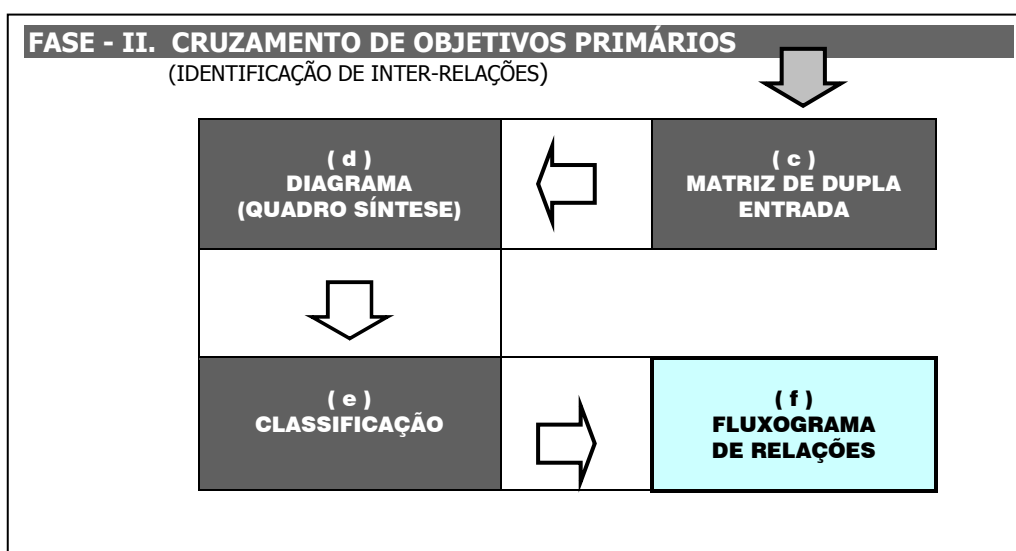 FASE - II. CRUZAMENTO DE OBJETIVOS PRIMÁRIOS
(IDENTIFICAÇÃO DE INTER-RELAÇÕES)
( d )
DIAGRAMA
(QUADRO SÍNTESE)
( c )
MATRIZ DE DUPLA
ENTRADA
( e )
CLASSIFICAÇÃO
( f )
FLUXOGRAMA
DE RELAÇÕES